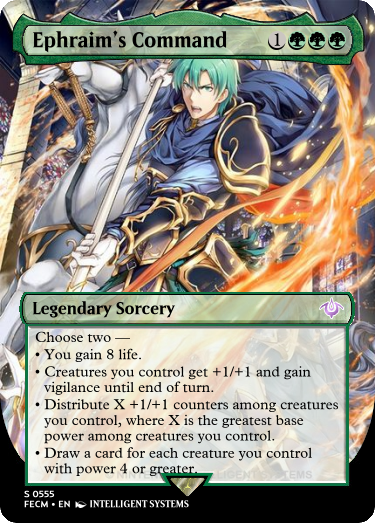 Ephraim's Command 1
Legendary Sorcery
Choose two —
• You gain 8 life.
• Creatures you control get +1/+1 and gain
vigilance until end of turn.
• Distribute X +1/+1 counters among creatures
you control, where X is the greatest base
power among creatures you control.
• Draw a card for each creature you control
with power 4 or greater.
S 0555
FECM • EN INTELLIGENT SYSTEMS